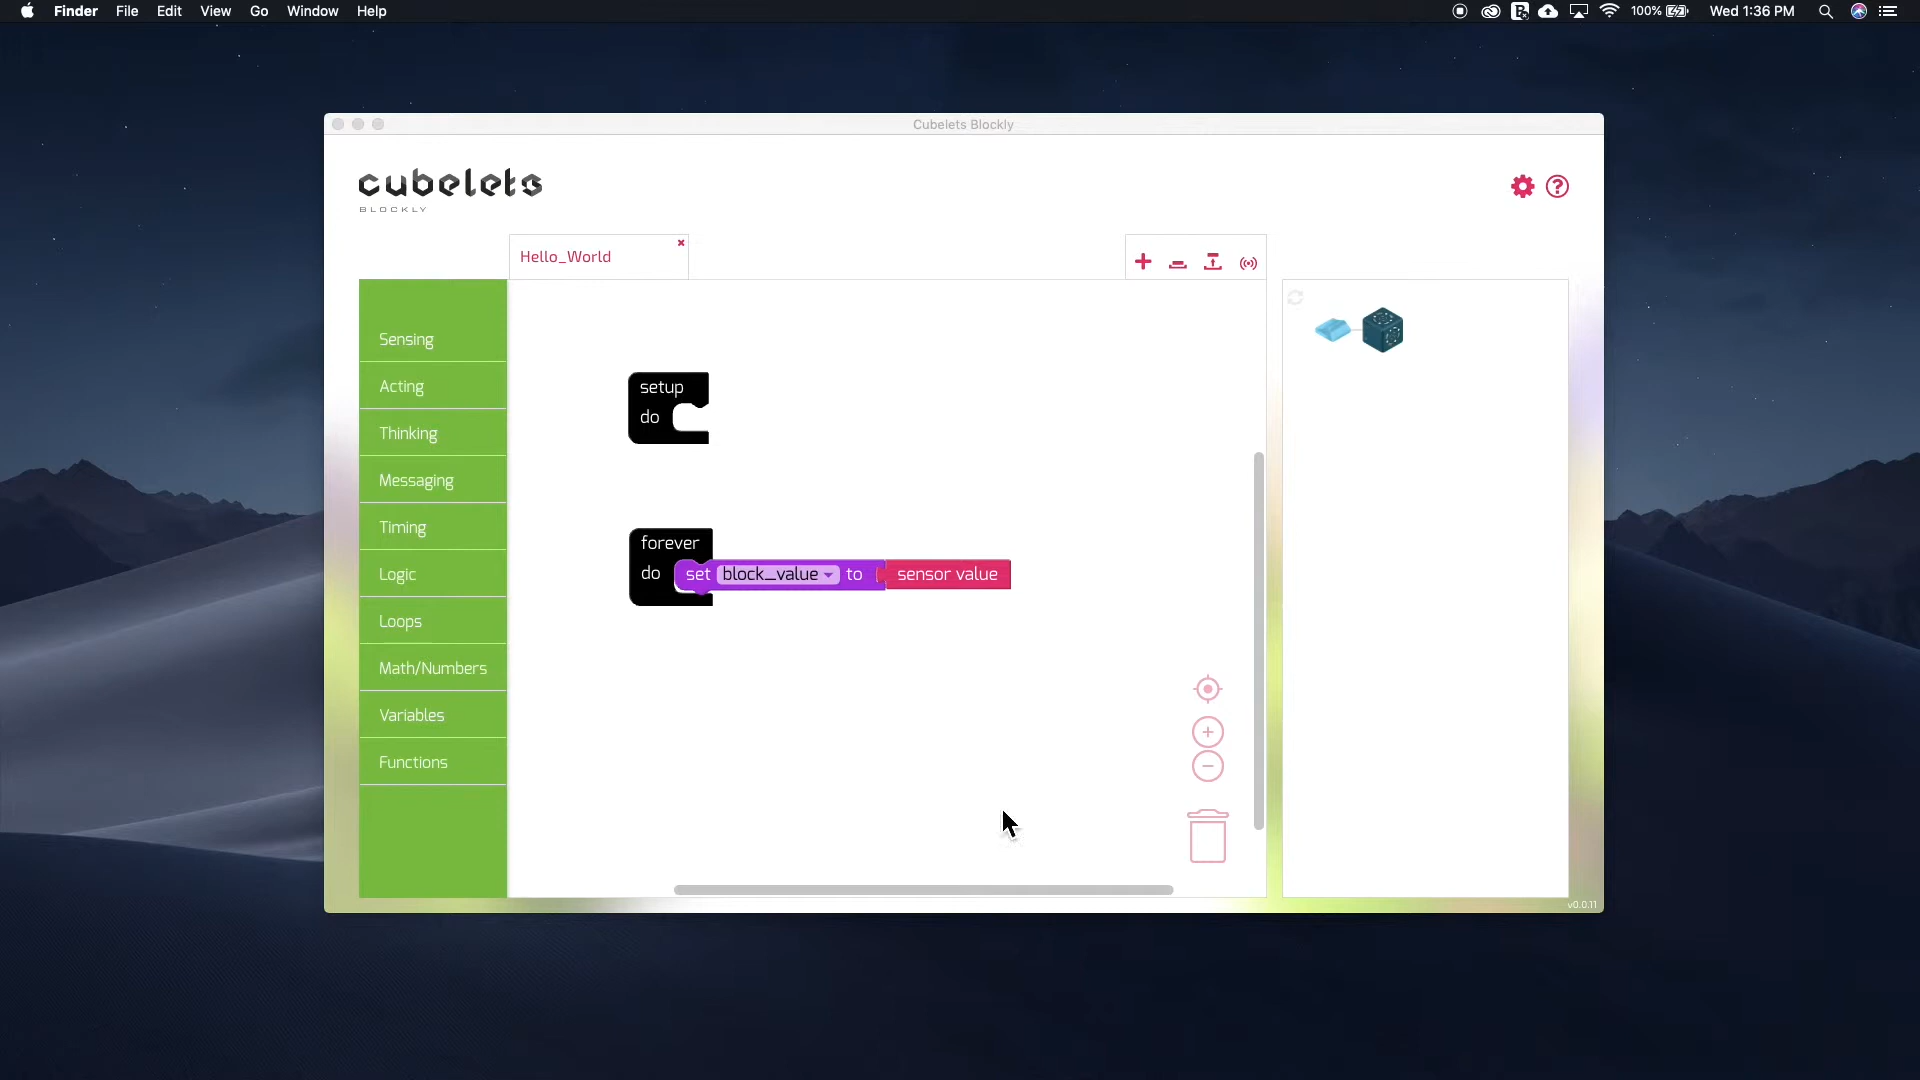 Finder File Edit View Go Window Help
100% Wed 1:36 PM
Cubelets Blockly
cubelets
BLOCKLY
Hello_World
Sensing
Acting
Thinking
Messaging
Timing
Logic
Loops
Math/Numbers
Variables
Functions
setup
do
forever
do set block_value to sensor value
v0.0.11